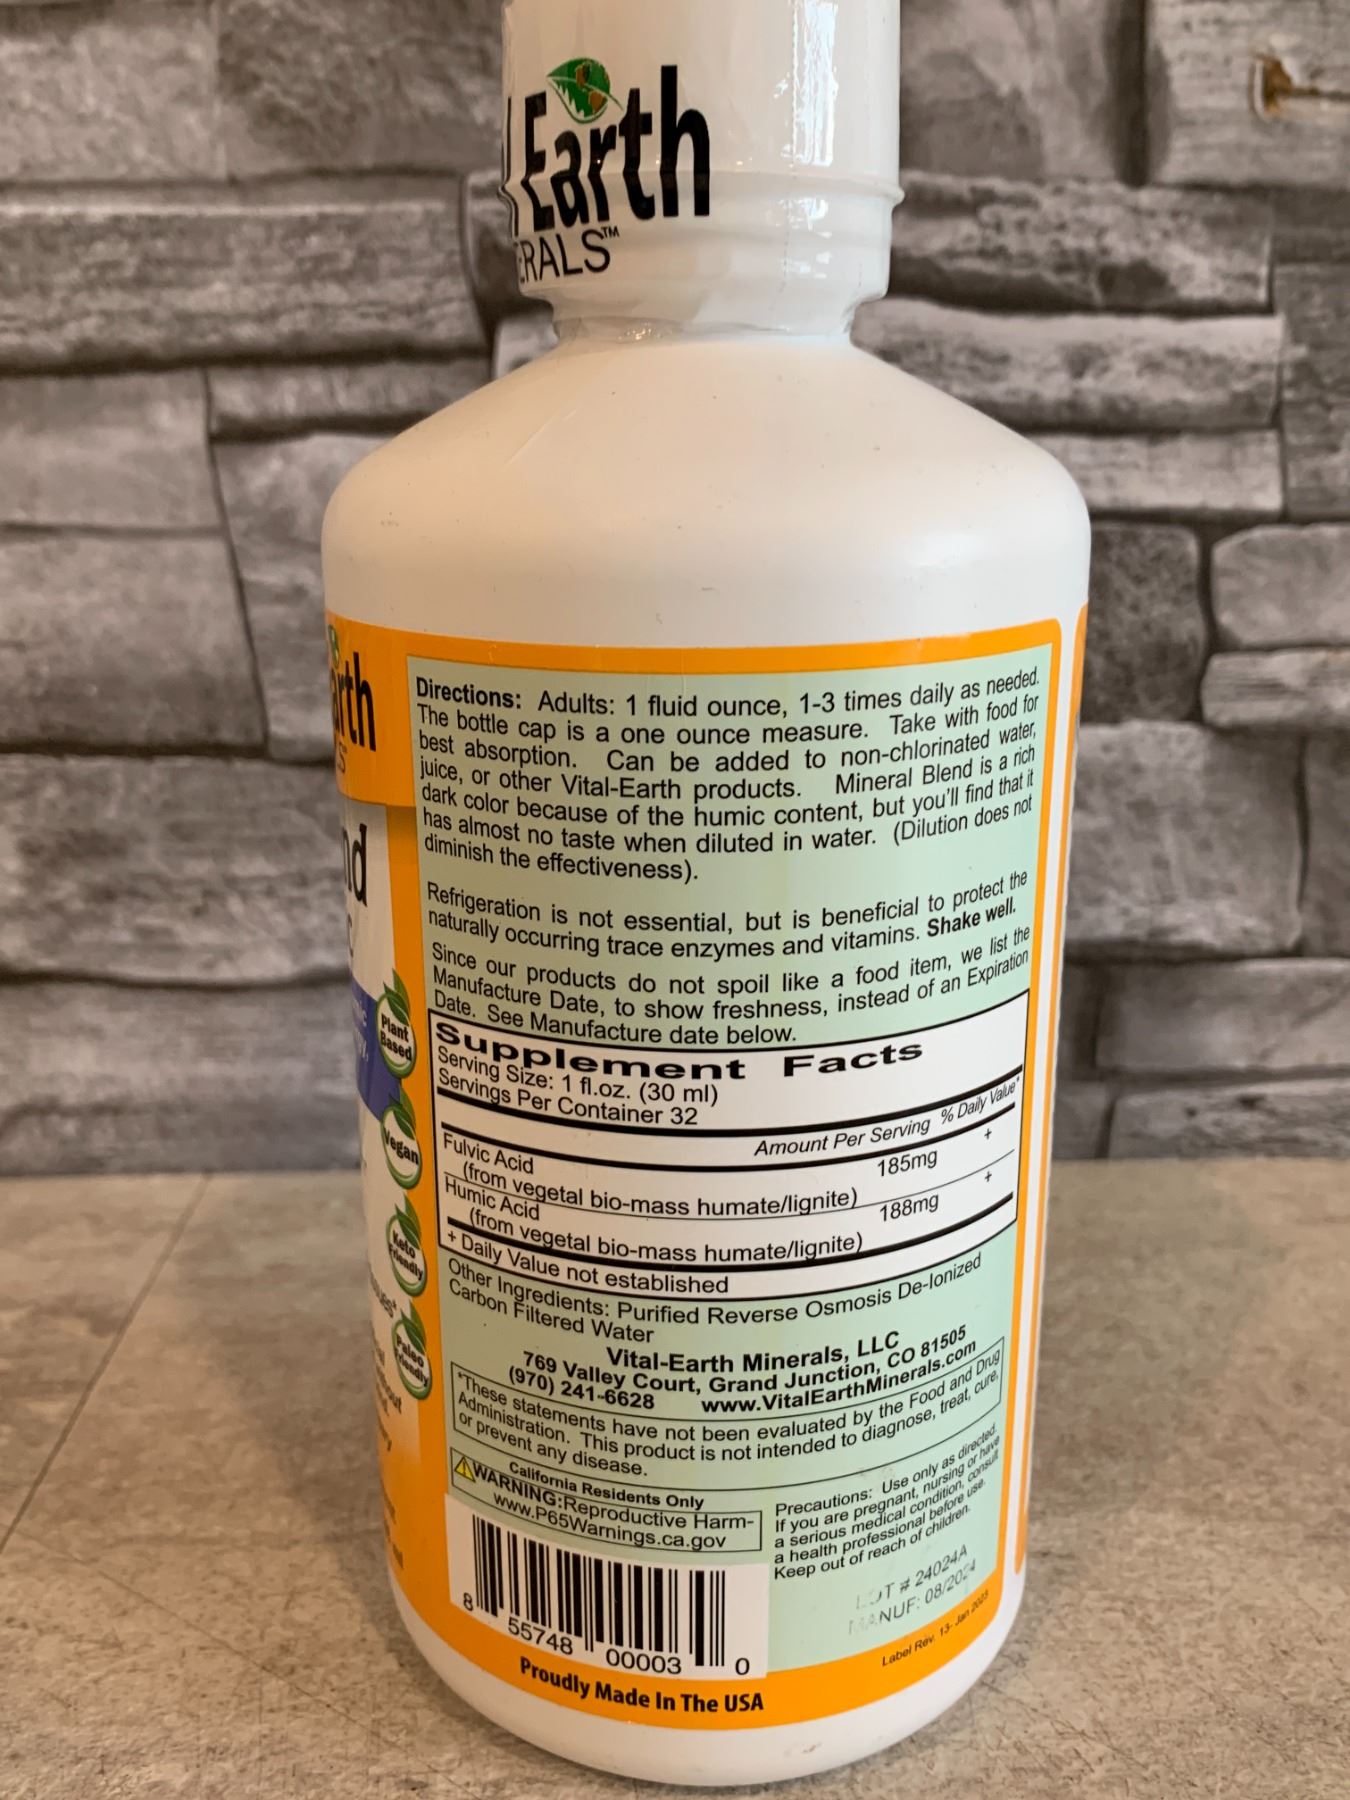 l Earth
ERALS™
Directions: Adults: 1 fluid ounce, 1-3 times daily as needed.
The bottle cap is a one ounce measure. Take with food for
best absorption. Can be added to non-chlorinated water,
juice, or other Vital-Earth products. Mineral Blend is a rich
dark color because of the humic content, but you'll find that it
has almost no taste when diluted in water. (Dilution does not
diminish the effectiveness).
Refrigeration is not essential, but is beneficial to protect the
naturally occurring trace enzymes and vitamins. Shake well.
Since our products do not spoil like a food item, we list the
Manufacture Date, to show freshness, instead of an Expiration
Date. See Manufacture date below.
Supplement Facts
Serving Size: 1 fl.oz. (30 ml)
Servings Per Container 32
Amount Per Serving % Daily Value*
Fulvic Acid 185mg +
(from vegetal bio-mass humate/lignite)
Humic Acid 188mg +
(from vegetal bio-mass humate/lignite)
+ Daily Value not established
Other Ingredients: Purified Reverse Osmosis De-Ionized
Carbon Filtered Water
Vital-Earth Minerals, LLC
769 Valley Court, Grand Junction, CO 81505
(970) 241-6628 www.VitalEarthMinerals.com
*These statements have not been evaluated by the Food and Drug
Administration. This product is not intended to diagnose, treat, cure,
or prevent any disease.
California Residents Only
WARNING:Reproductive Harm-
www.P65Warnings.ca.gov
Precautions: Use only as directed.
If you are pregnant, nursing or have
a serious medical condition, consult
a health professional before use.
Keep out of reach of children.
LOT # 24024A
MANUF: 08/2024
8 55748 00003 0
Label Rev. 13- Jan 2023
Proudly Made In The USA
arth
nd
Plant
Based
Vegan
Keto
Friendly
Paleo
Friendly